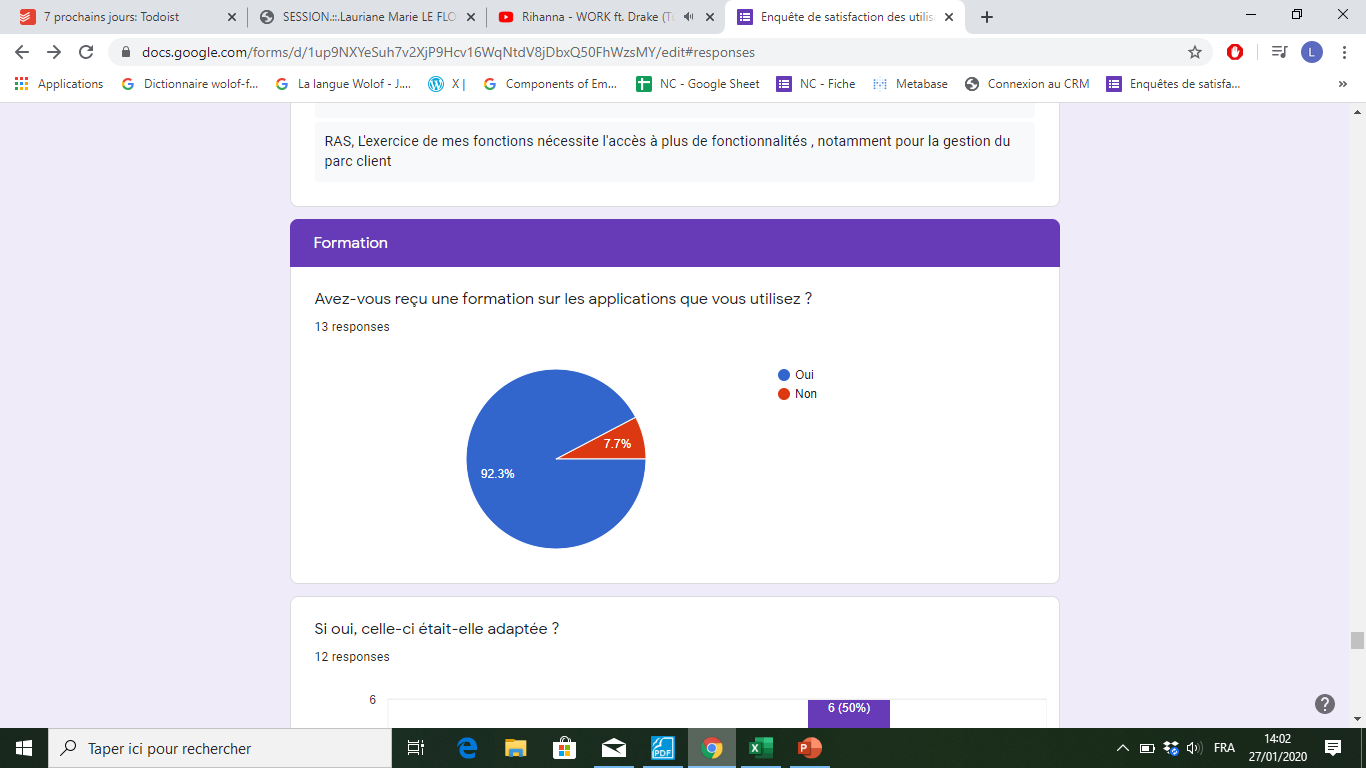 7 prochains jours: Todoist
SESSION.::.Lauriane Marie LE FLO
Rihanna - WORK ft. Drake (Tr
Enquête de satisfaction des utilis
docs.google.com/forms/d/1up9NXYeSuh7v2XjP9Hcv16WqNtdV8jDbxQ50FhWzsMY/edit#responses
L
Applications
Dictionnaire wolof-f...
La langue Wolof - J....
X |
Components of Em...
NC - Google Sheet
NC - Fiche
Metabase
Connexion au CRM
Enquêtes de satisfa...
»
RAS, L'exercice de mes fonctions nécessite l'accès à plus de fonctionnalités , notamment pour la gestion du
parc client
Formation
Avez-vous reçu une formation sur les applications que vous utilisez ?
13 responses
Oui
Non
7.7%
92.3%
Si oui, celle-ci était-elle adaptée ?
12 responses
6
6 (50%)
Taper ici pour rechercher
PDF
FRA
14:02
27/01/2020